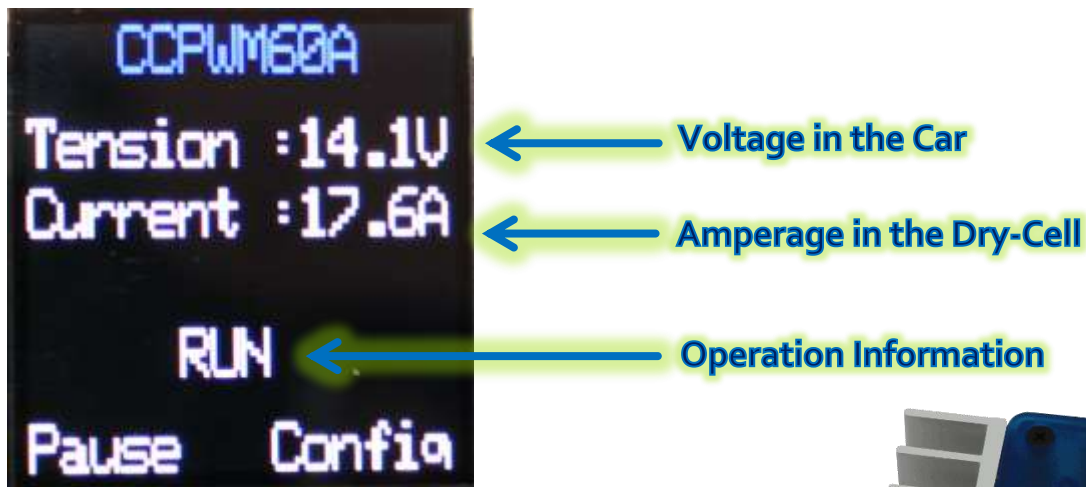 CCPWM60A
Tension :14.1V
Voltage in the Car
Current :17.6A
Amperage in the Dry-Cell
RUN
Operation Information
Pause Config